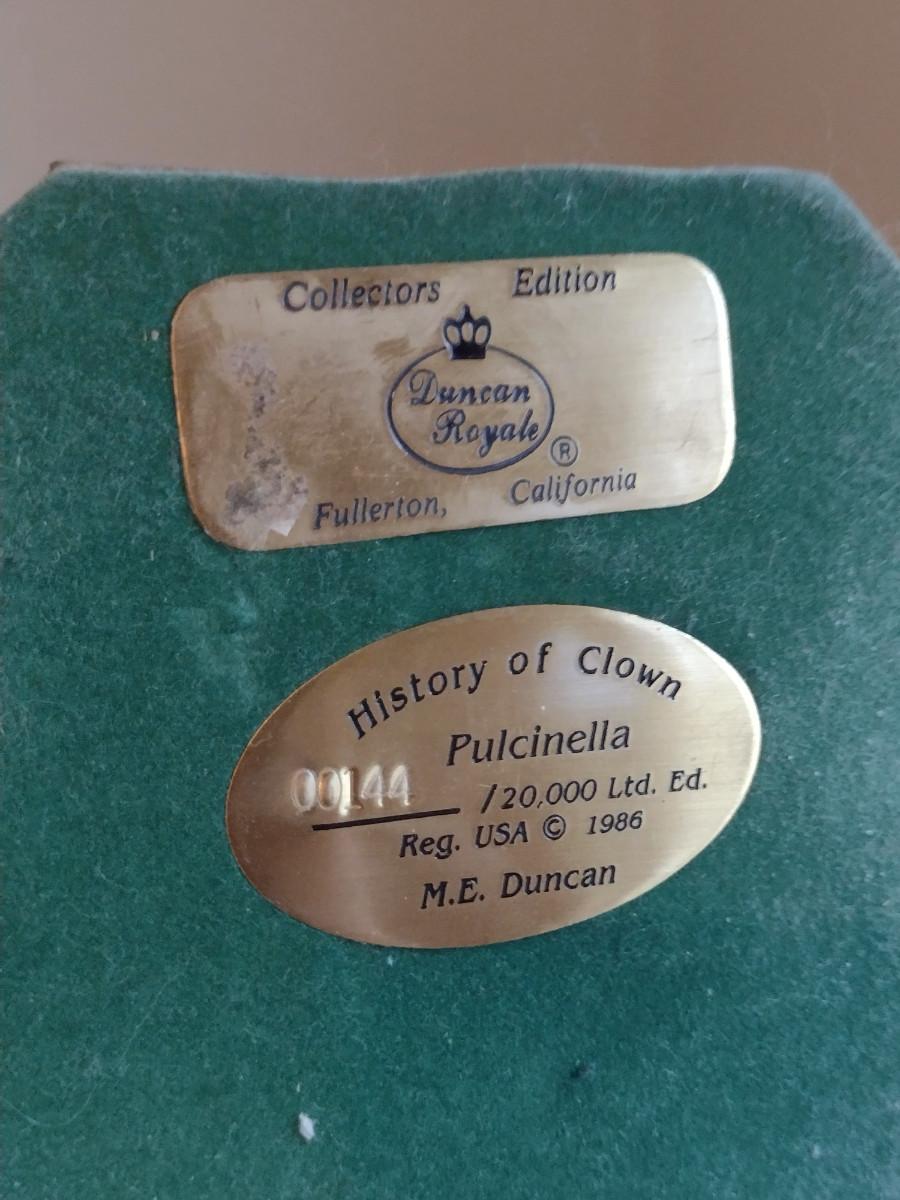 Collectors Edition
Duncan
Royale ®
Fullerton, California
History of Clown
Pulcinella
00144 /20,000 Ltd. Ed.
Reg. USA © 1986
M.E. Duncan